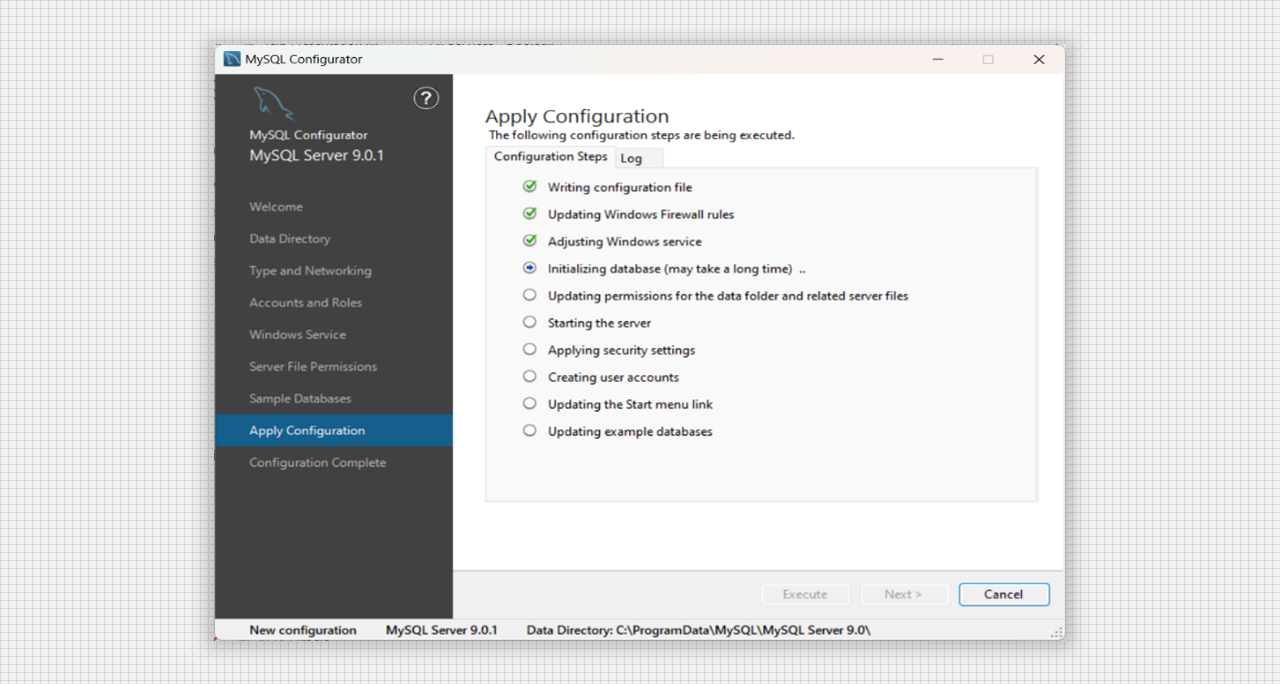 MySQL Configurator
?
MySQL Configurator
MySQL Server 9.0.1
Welcome
Data Directory
Type and Networking
Accounts and Roles
Windows Service
Server File Permissions
Sample Databases
Apply Configuration
Configuration Complete
Apply Configuration
The following configuration steps are being executed.
Configuration Steps Log
Writing configuration file
Updating Windows Firewall rules
Adjusting Windows service
Initializing database (may take a long time) ..
Updating permissions for the data folder and related server files
Starting the server
Applying security settings
Creating user accounts
Updating the Start menu link
Updating example databases
Execute Next > Cancel
New configuration MySQL Server 9.0.1 Data Directory: C:\ProgramData\MySQL\MySQL Server 9.0\